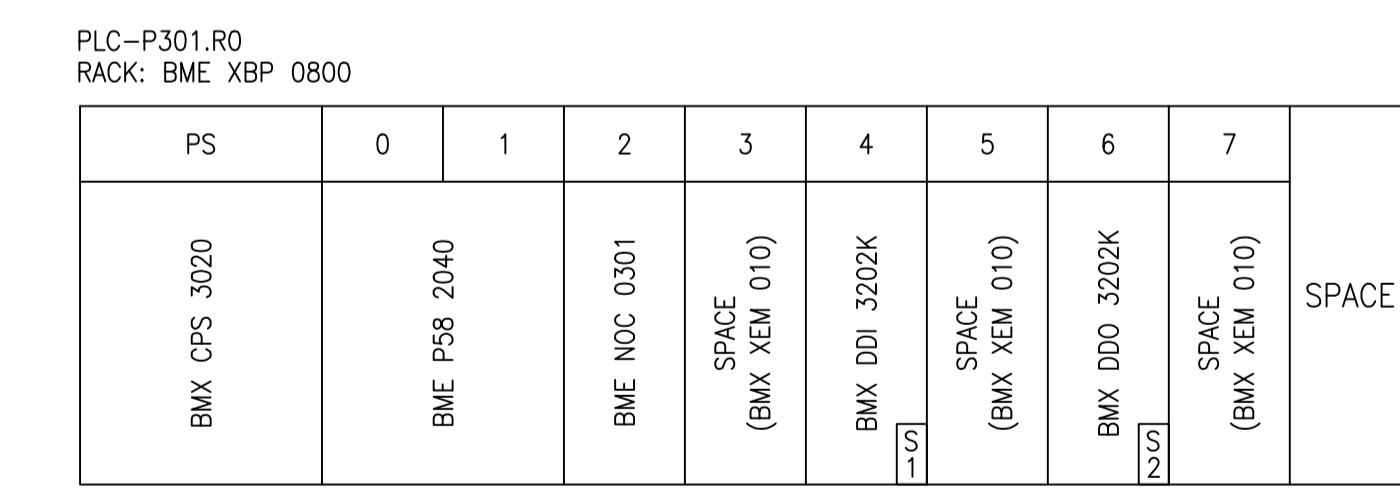 PLC-P301.R0
RACK: BME XBP 0800
PS
0
1
2
3
4
5
6
7
BMX CPS 3020
BME P58 2040
BME NOC 0301
SPACE
(BMX XEM 010)
BMX DDI 3202K
S
1
SPACE
(BMX XEM 010)
BMX DDO 3202K
S
2
SPACE
(BMX XEM 010)
SPACE